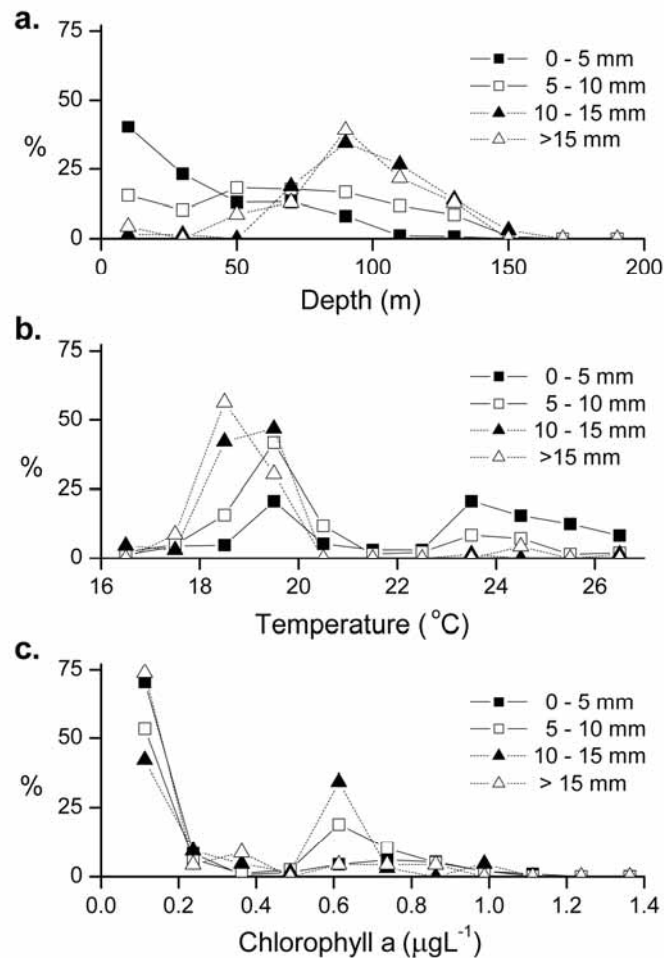 a.
75
50
25
0
%
0 - 5 mm
5 - 10 mm
10 - 15 mm
>15 mm
0 50 100 150 200
Depth (m)
b.
75
50
25
0
%
0 - 5 mm
5 - 10 mm
10 - 15 mm
>15 mm
16 18 20 22 24 26
Temperature (°C)
c.
75
50
25
0
%
0 - 5 mm
5 - 10 mm
10 - 15 mm
> 15 mm
0.0 0.2 0.4 0.6 0.8 1.0 1.2 1.4
Chlorophyll a (µgL⁻¹)